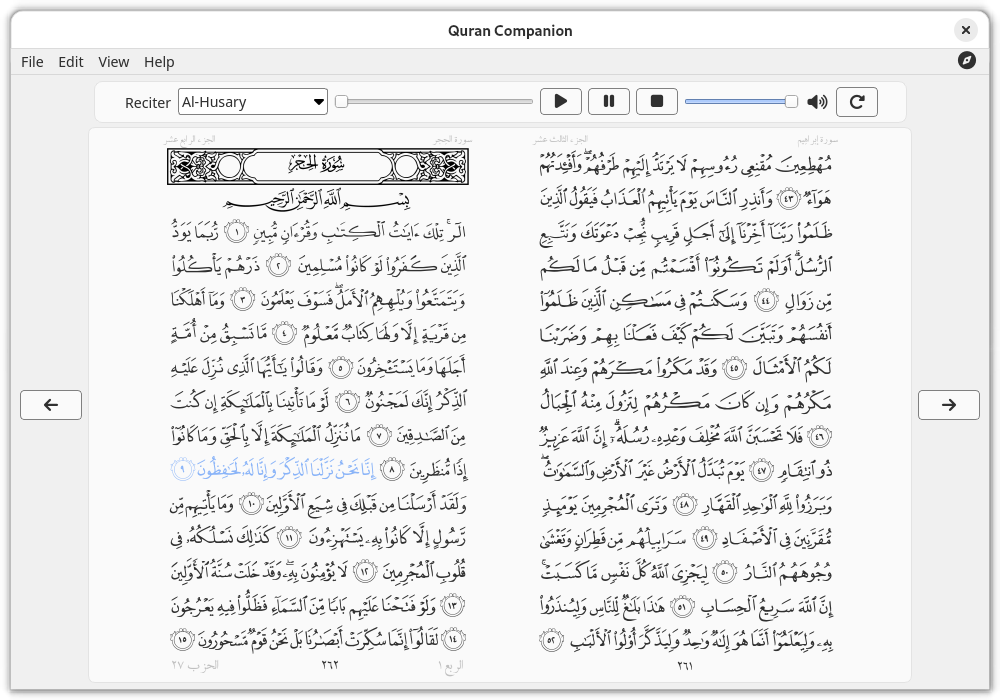 Quran Companion
File Edit View Help
Reciter Al-Husary
سورة إبراهيم الجزء الثالث عشر
مُهۡطِعِينَ مُقۡنِعِي رُءُوسِهِمۡ لَا يَرۡتَدُّ إِلَيۡهِمۡ طَرۡفُهُمۡۖ وَأَفۡـِٔدَتُهُمۡ
هَوَآءٞ ٤٣ وَأَنذِرِ ٱلنَّاسَ يَوۡمَ يَأۡتِيهِمُ ٱلۡعَذَابُ فَيَقُولُ ٱلَّذِينَ
ظَلَمُواْ رَبَّنَآ أَخِّرۡنَآ إِلَىٰٓ أَجَلٖ قَرِيبٖ نُّجِبۡ دَعۡوَتَكَ وَنَتَّبِعِ
ٱلرُّسُلَۗ أَوَلَمۡ تَكُونُوٓاْ أَقۡسَمۡتُم مِّن قَبۡلُ مَا لَكُم
مِّن زَوَالٖ ٤٤ وَسَكَنتُمۡ فِي مَسَٰكِنِ ٱلَّذِينَ ظَلَمُوٓاْ
أَنفُسَهُمۡ وَتَبَيَّنَ لَكُمۡ كَيۡفَ فَعَلۡنَا بِهِمۡ وَضَرَبۡنَا
لَكُمُ ٱلۡأَمۡثَالَ ٤٥ وَقَدۡ مَكَرُواْ مَكۡرَهُمۡ وَعِندَ ٱللَّهِ
مَكۡرُهُمۡ وَإِن كَانَ مَكۡرُهُمۡ لِتَزُولَ مِنۡهُ ٱلۡجِبَالُ
٤٦ فَلَا تَحۡسَبَنَّ ٱللَّهَ مُخۡلِفَ وَعۡدِهِۦ رُسُلَهُۥٓۚ إِنَّ ٱللَّهَ عَزِيزٞ
ذُو ٱنتِقَامٖ ٤٧ يَوۡمَ تُبَدَّلُ ٱلۡأَرۡضُ غَيۡرَ ٱلۡأَرۡضِ وَٱلسَّمَٰوَٰتُۖ
وَبَرَزُواْ لِلَّهِ ٱلۡوَٰحِدِ ٱلۡقَهَّارِ ٤٨ وَتَرَى ٱلۡمُجۡرِمِينَ يَوۡمَئِذٖ
مُّقَرَّنِينَ فِي ٱلۡأَصۡفَادِ ٤٩ سَرَابِيلُهُم مِّن قَطِرَانٖ وَتَغۡشَىٰ
وُجُوهَهُمُ ٱلنَّارُ ٥٠ لِيَجۡزِيَ ٱللَّهُ كُلَّ نَفۡسٖ مَّا كَسَبَتۡۚ
إِنَّ ٱللَّهَ سَرِيعُ ٱلۡحِسَابِ ٥١ هَٰذَا بَلَٰغٞ لِّلنَّاسِ وَلِيُنذَرُواْ
بِهِۦ وَلِيَعۡلَمُوٓاْ أَنَّمَا هُوَ إِلَٰهٞ وَٰحِدٞ وَلِيَذَّكَّرَ أُوْلُواْ ٱلۡأَلۡبَٰبِ ٥٢
٢٦١
سورة الحجر الجزء الرابع عشر
سُورَةُ الحِجر
بِسۡمِ ٱللَّهِ ٱلرَّحۡمَٰنِ ٱلرَّحِيمِ
الٓرۚ تِلۡكَ ءَايَٰتُ ٱلۡكِتَٰبِ وَقُرۡءَانٖ مُّبِينٖ ١ رُّبَمَا يَوَدُّ
ٱلَّذِينَ كَفَرُواْ لَوۡ كَانُواْ مُسۡلِمِينَ ٢ ذَرۡهُمۡ يَأۡكُلُواْ
وَيَتَمَتَّعُواْ وَيُلۡهِهِمُ ٱلۡأَمَلُۖ فَسَوۡفَ يَعۡلَمُونَ ٣ وَمَآ أَهۡلَكۡنَا
مِن قَرۡيَةٍ إِلَّا وَلَهَا كِتَابٞ مَّعۡلُومٞ ٤ مَّا تَسۡبِقُ مِنۡ أُمَّةٍ
أَجَلَهَا وَمَا يَسۡتَـٔۡخِرُونَ ٥ وَقَالُواْ يَٰٓأَيُّهَا ٱلَّذِي نُزِّلَ عَلَيۡهِ
ٱلذِّكۡرُ إِنَّكَ لَمَجۡنُونٞ ٦ لَّوۡ مَا تَأۡتِينَا بِٱلۡمَلَٰٓئِكَةِ إِن كُنتَ
مِنَ ٱلصَّٰدِقِينَ ٧ مَا نُنَزِّلُ ٱلۡمَلَٰٓئِكَةَ إِلَّا بِٱلۡحَقِّ وَمَا كَانُوٓاْ
إِذٗا مُّنظَرِينَ ٨ إِنَّا نَحۡنُ نَزَّلۡنَا ٱلذِّكۡرَ وَإِنَّا لَهُۥ لَحَٰفِظُونَ ٩
وَلَقَدۡ أَرۡسَلۡنَا مِن قَبۡلِكَ فِي شِيَعِ ٱلۡأَوَّلِينَ ١٠ وَمَا يَأۡتِيهِم مِّن
رَّسُولٍ إِلَّا كَانُواْ بِهِۦ يَسۡتَهۡزِءُونَ ١١ كَذَٰلِكَ نَسۡلُكُهُۥ فِي
قُلُوبِ ٱلۡمُجۡرِمِينَ ١٢ لَا يُؤۡمِنُونَ بِهِۦ وَقَدۡ خَلَتۡ سُنَّةُ ٱلۡأَوَّلِينَ
١٣ وَلَوۡ فَتَحۡنَا عَلَيۡهِم بَابٗا مِّنَ ٱلسَّمَآءِ فَظَلُّواْ فِيهِ يَعۡرُجُونَ
١٤ لَقَالُوٓاْ إِنَّمَا سُكِّرَتۡ أَبۡصَٰرُنَا بَلۡ نَحۡنُ قَوۡمٞ مَّسۡحُورُونَ ١٥
الربع ١ ٢٦٢ الحزب ٢٧